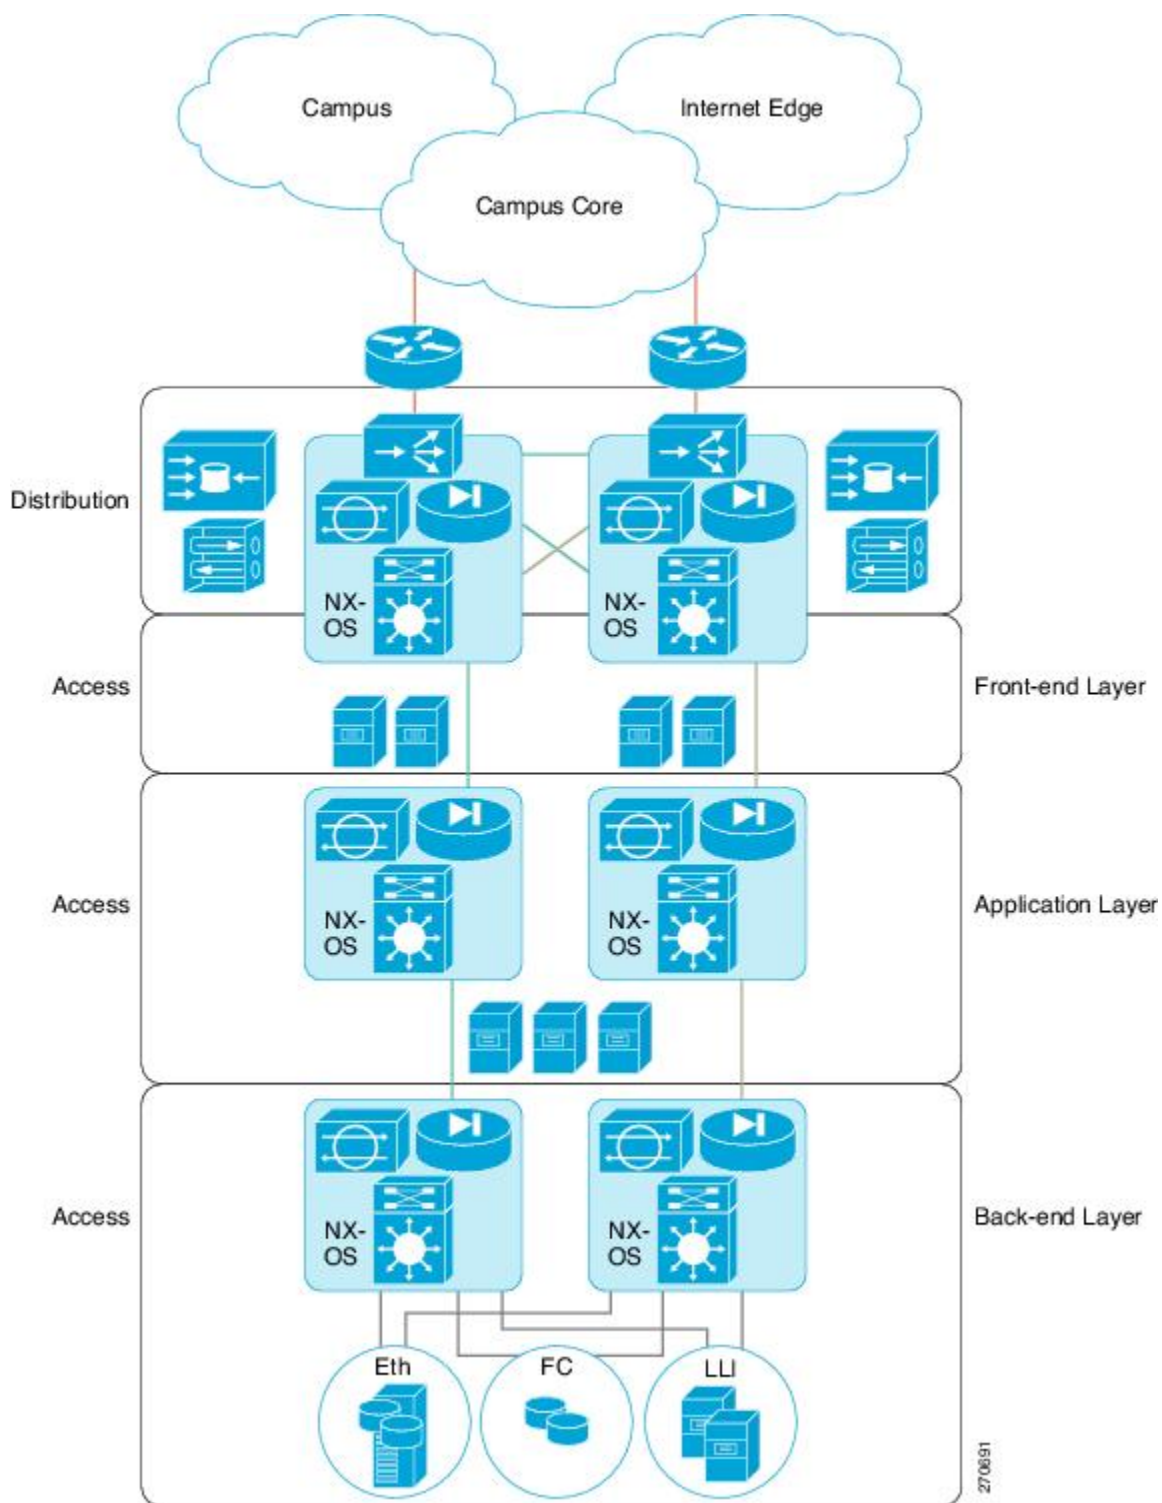 Campus
Internet Edge
Campus Core
Distribution
NX-
OS
NX-
OS
Access
Front-end Layer
Access
NX-
OS
NX-
OS
Application Layer
Access
NX-
OS
NX-
OS
Back-end Layer
Eth
FC
LLI
270691